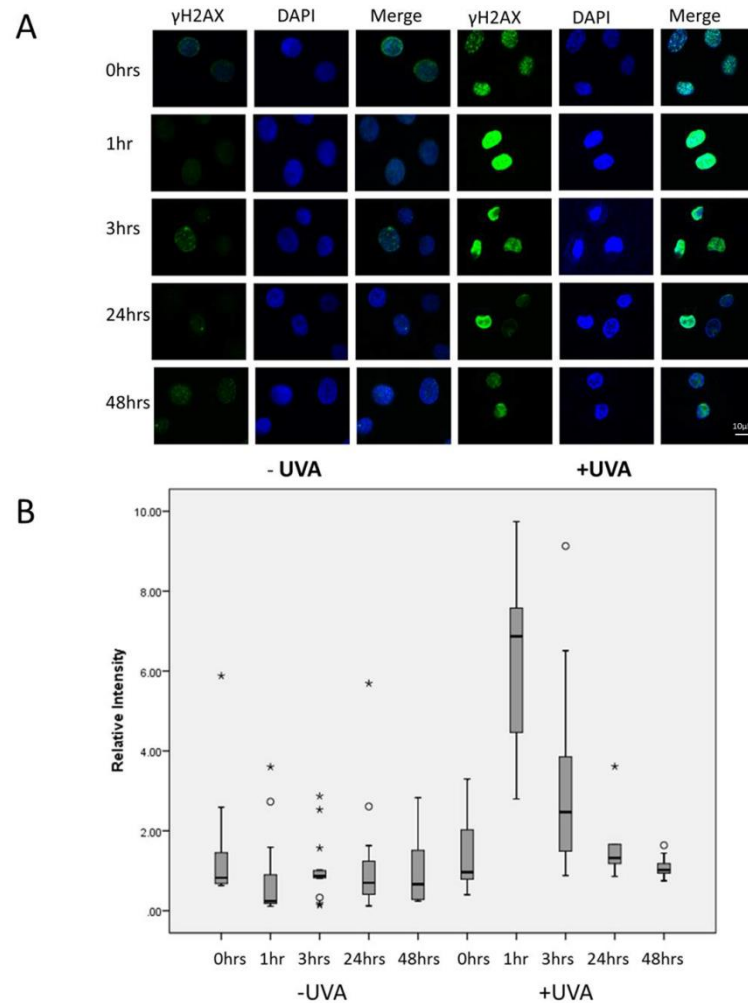 A
γH2AX DAPI Merge γH2AX DAPI Merge
0hrs
1hr
3hrs
24hrs
48hrs
- UVA +UVA
B
Relative Intensity
10.00
8.00
6.00
4.00
2.00
.00
0hrs 1hr 3hrs 24hrs 48hrs 0hrs 1hr 3hrs 24hrs 48hrs
-UVA +UVA